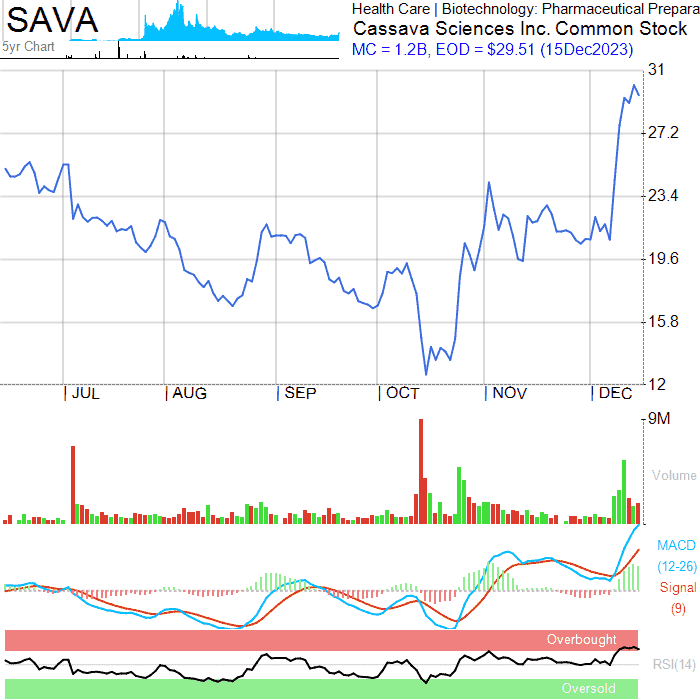 SAVA
5yr Chart
Health Care | Biotechnology: Pharmaceutical Prepara
Cassava Sciences Inc. Common Stock
MC = 1.2B, EOD = $29.51 (15Dec2023)
31
27.2
23.4
19.6
15.8
12
JUL
AUG
SEP
OCT
NOV
DEC
9M
Volume
MACD
(12-26)
Signal
(9)
Overbought
RSI(14)
Oversold